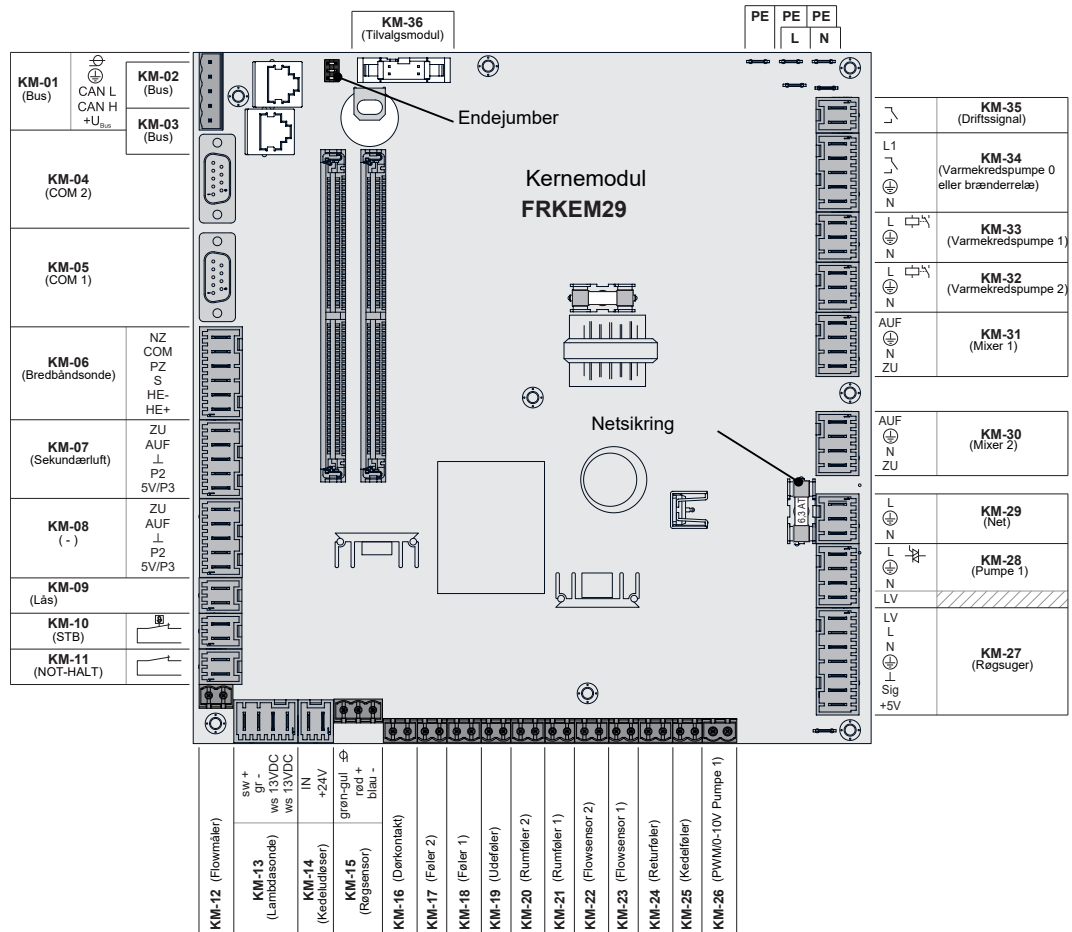 KM-36
(Tilvalgsmodul)
PE PE PE
L N
KM-01
(Bus)
CAN L
CAN H
+U Bus
KM-02
(Bus)
KM-03
(Bus)
KM-04
(COM 2)
KM-05
(COM 1)
KM-06
(Bredbåndsonde)
NZ
COM
PZ
S
HE-
HE+
KM-07
(Sekundærluft)
ZU
AUF
⊥
P2
5V/P3
KM-08
( - )
ZU
AUF
⊥
P2
5V/P3
KM-09
(Lås)
KM-10
(STB)
KM-11
(NOT-HALT)
Endejumber
Kernemodul
FRKEM29
Netsikring
6,3 AT
KM-35
(Driftssignal)
L1
N
KM-34
(Varmekredspumpe 0
eller brænderrelæ)
L
N
KM-33
(Varmekredspumpe 1)
L
N
KM-32
(Varmekredspumpe 2)
AUF
N
ZU
KM-31
(Mixer 1)
AUF
N
ZU
KM-30
(Mixer 2)
L
N
KM-29
(Net)
L
N
LV
KM-28
(Pumpe 1)
LV
L
N
⊥
Sig
+5V
KM-27
(Røgsuger)
KM-12 (Flowmåler)
sw +
gr -
ws 13VDC
ws 13VDC
KM-13
(Lambdasonde)
IN
+24V
KM-14
(Kedeludløser)
grøn-gul
rød +
blau -
KM-15
(Røgsensor)
KM-16 (Dørkontakt)
KM-17 (Føler 2)
KM-18 (Føler 1)
KM-19 (Udeføler)
KM-20 (Rumføler 2)
KM-21 (Rumføler 1)
KM-22 (Flowsensor 2)
KM-23 (Flowsensor 1)
KM-24 (Returføler)
KM-25 (Kedelføler)
KM-26 (PWM/0-10V Pumpe 1)